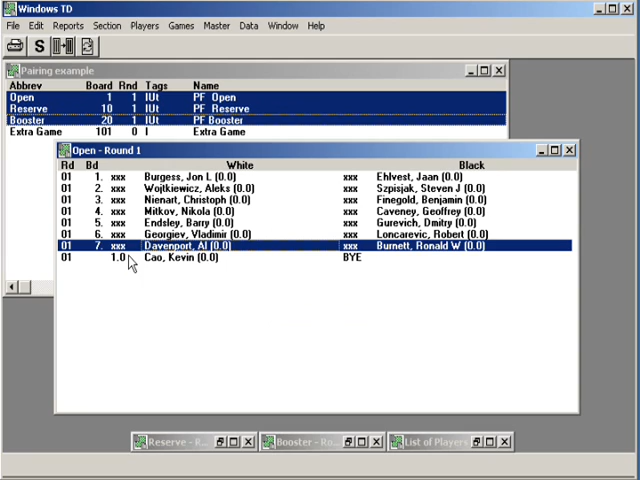 Windows TD
File Edit Reports Section Players Games Master Data Window Help
S
Pairing example
Abbrev Board Rnd Tags Name
Open 1 1 IUt PF Open
Reserve 10 1 IUt PF Reserve
Booster 20 1 IUt PF Booster
Extra Game 101 0 I Extra Game
Open - Round 1
Rd Bd White Black
01 1. xxx Burgess, Jon L (0.0) xxx Ehlvest, Jaan (0.0)
01 2. xxx Wojtkiewicz, Aleks (0.0) xxx Szpisjak, Steven J (0.0)
01 3. xxx Nienart, Christoph (0.0) xxx Finegold, Benjamin (0.0)
01 4. xxx Mitkov, Nikola (0.0) xxx Caveney, Geoffrey (0.0)
01 5. xxx Endsley, Barry (0.0) xxx Gurevich, Dmitry (0.0)
01 6. xxx Georgiev, Vladimir (0.0) xxx Loncarevic, Robert (0.0)
01 7. xxx Davenport, Al (0.0) xxx Burnett, Ronald W (0.0)
01 1.0 Cao, Kevin (0.0) BYE
Reserve - R... Booster - Ro... List of Players